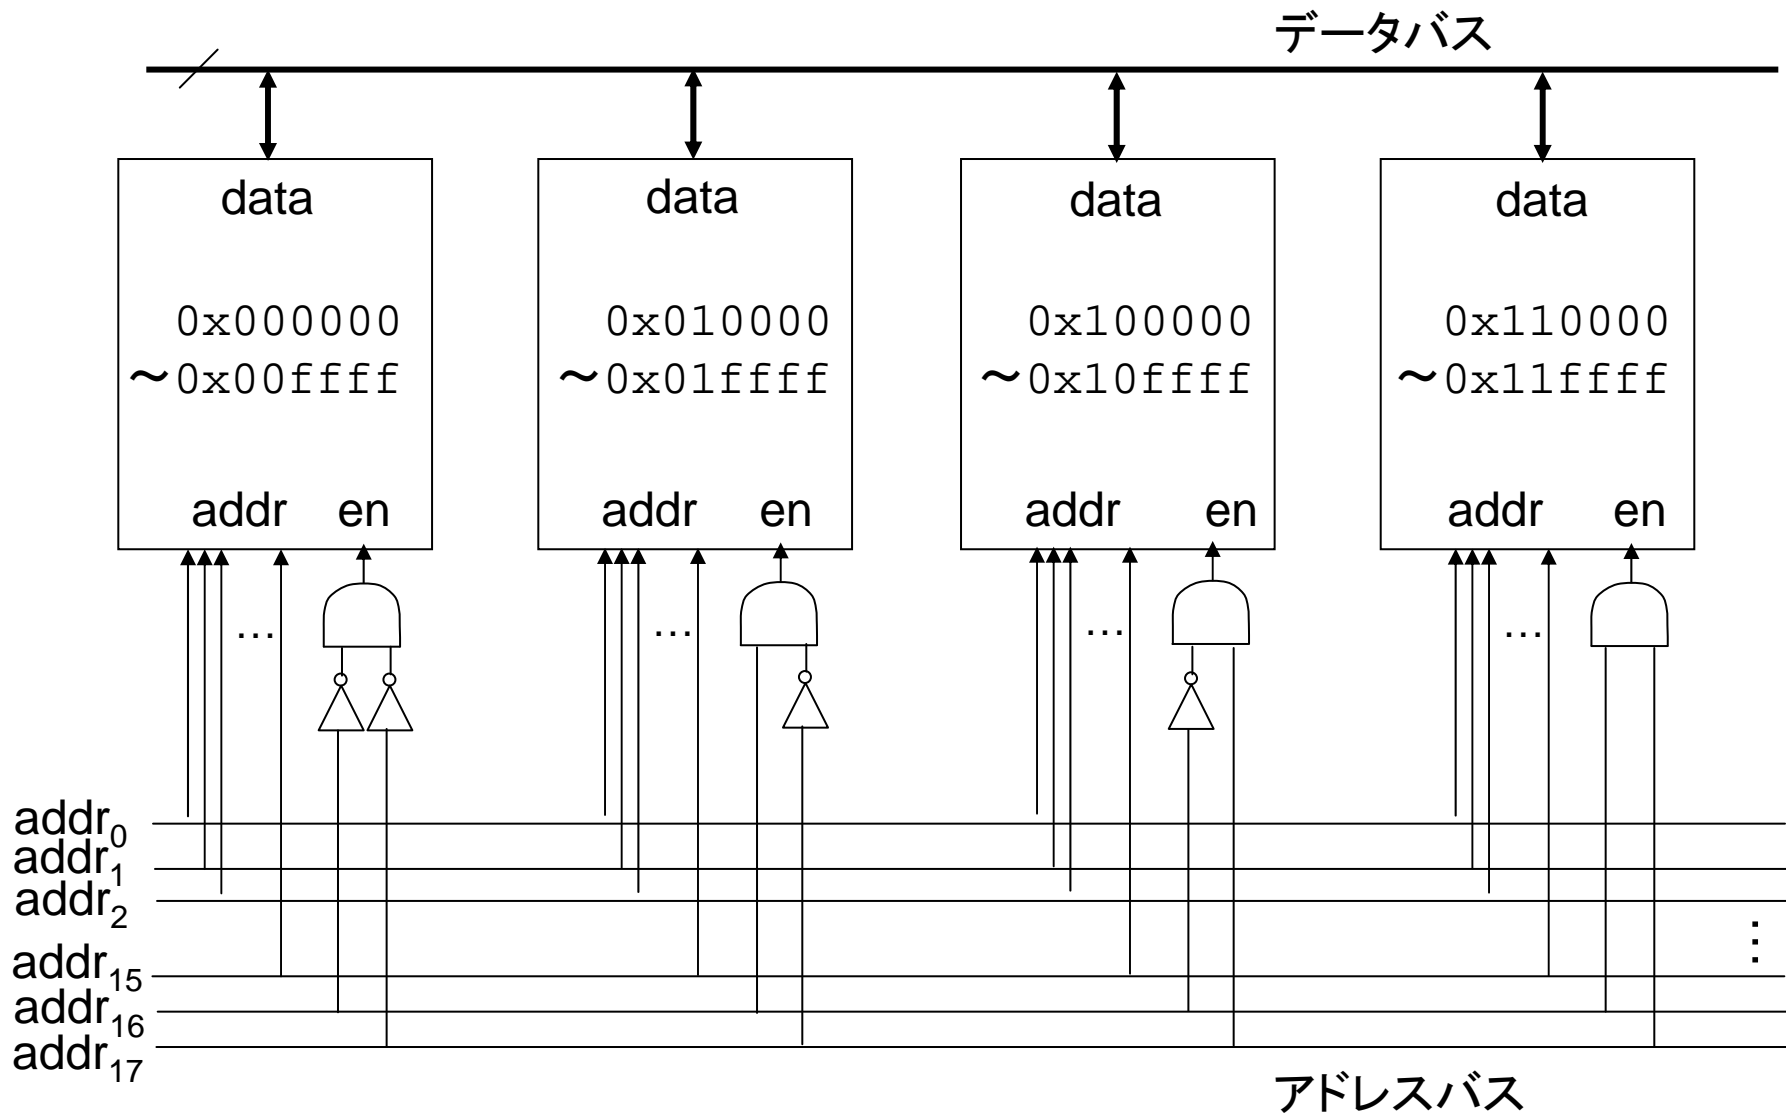 データバス
data
data
data
data
0x000000
～0x00ffff
0x010000
～0x01ffff
0x100000
～0x10ffff
0x110000
～0x11ffff
addr en
addr en
addr en
addr en
...
...
...
...
addr0
addr1
addr2
⋮
addr15
addr16
addr17
アドレスバス